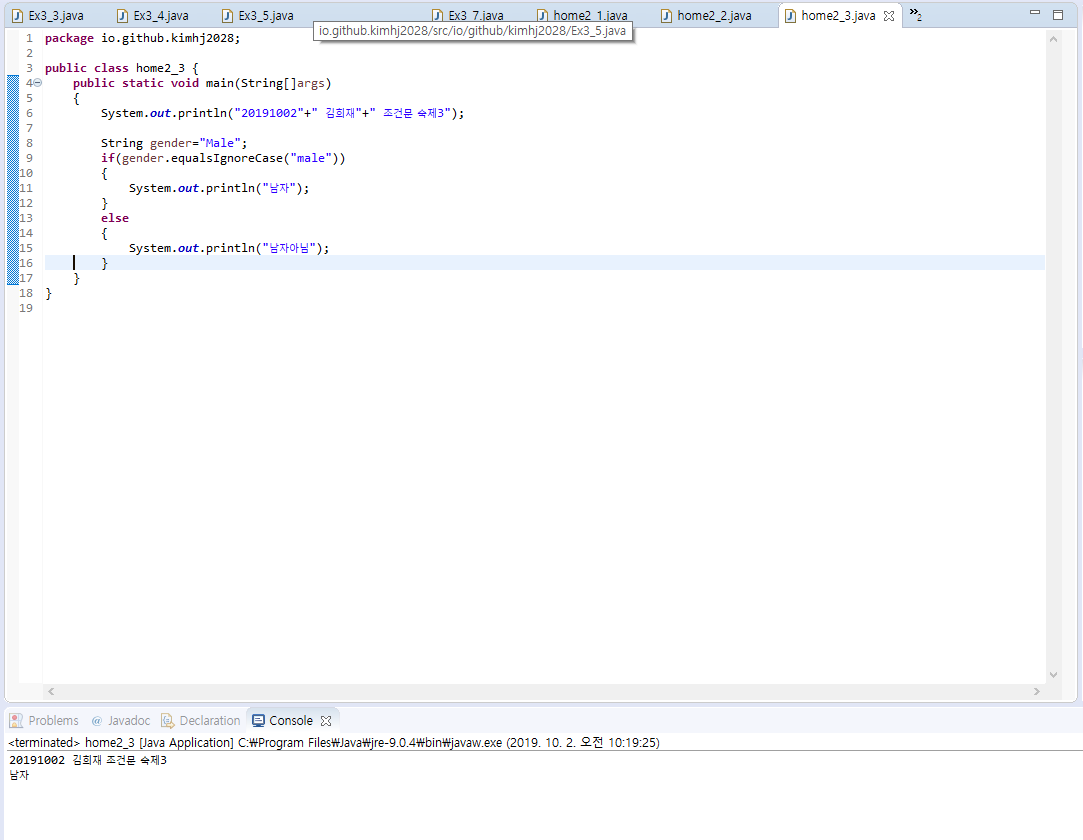 Ex3_3.java Ex3_4.java Ex3_5.java Ex3_7.java home2_1.java home2_2.java home2_3.java »2
io.github.kimhj2028/src/io/github/kimhj2028/Ex3_5.java
1 package io.github.kimhj2028;
2
3 public class home2_3 {
4 public static void main(String[]args)
5 {
6 System.out.println("20191002"+" 김희재"+" 조건문 숙제3");
7
8 String gender="Male";
9 if(gender.equalsIgnoreCase("male"))
10 {
11 System.out.println("남자");
12 }
13 else
14 {
15 System.out.println("남자아님");
16 }
17 }
18 }
19
Problems @ Javadoc Declaration Console
<terminated> home2_3 [Java Application] C:₩Program Files₩Java₩jre-9.0.4₩bin₩javaw.exe (2019. 10. 2. 오전 10:19:25)
20191002 김희재 조건문 숙제3
남자